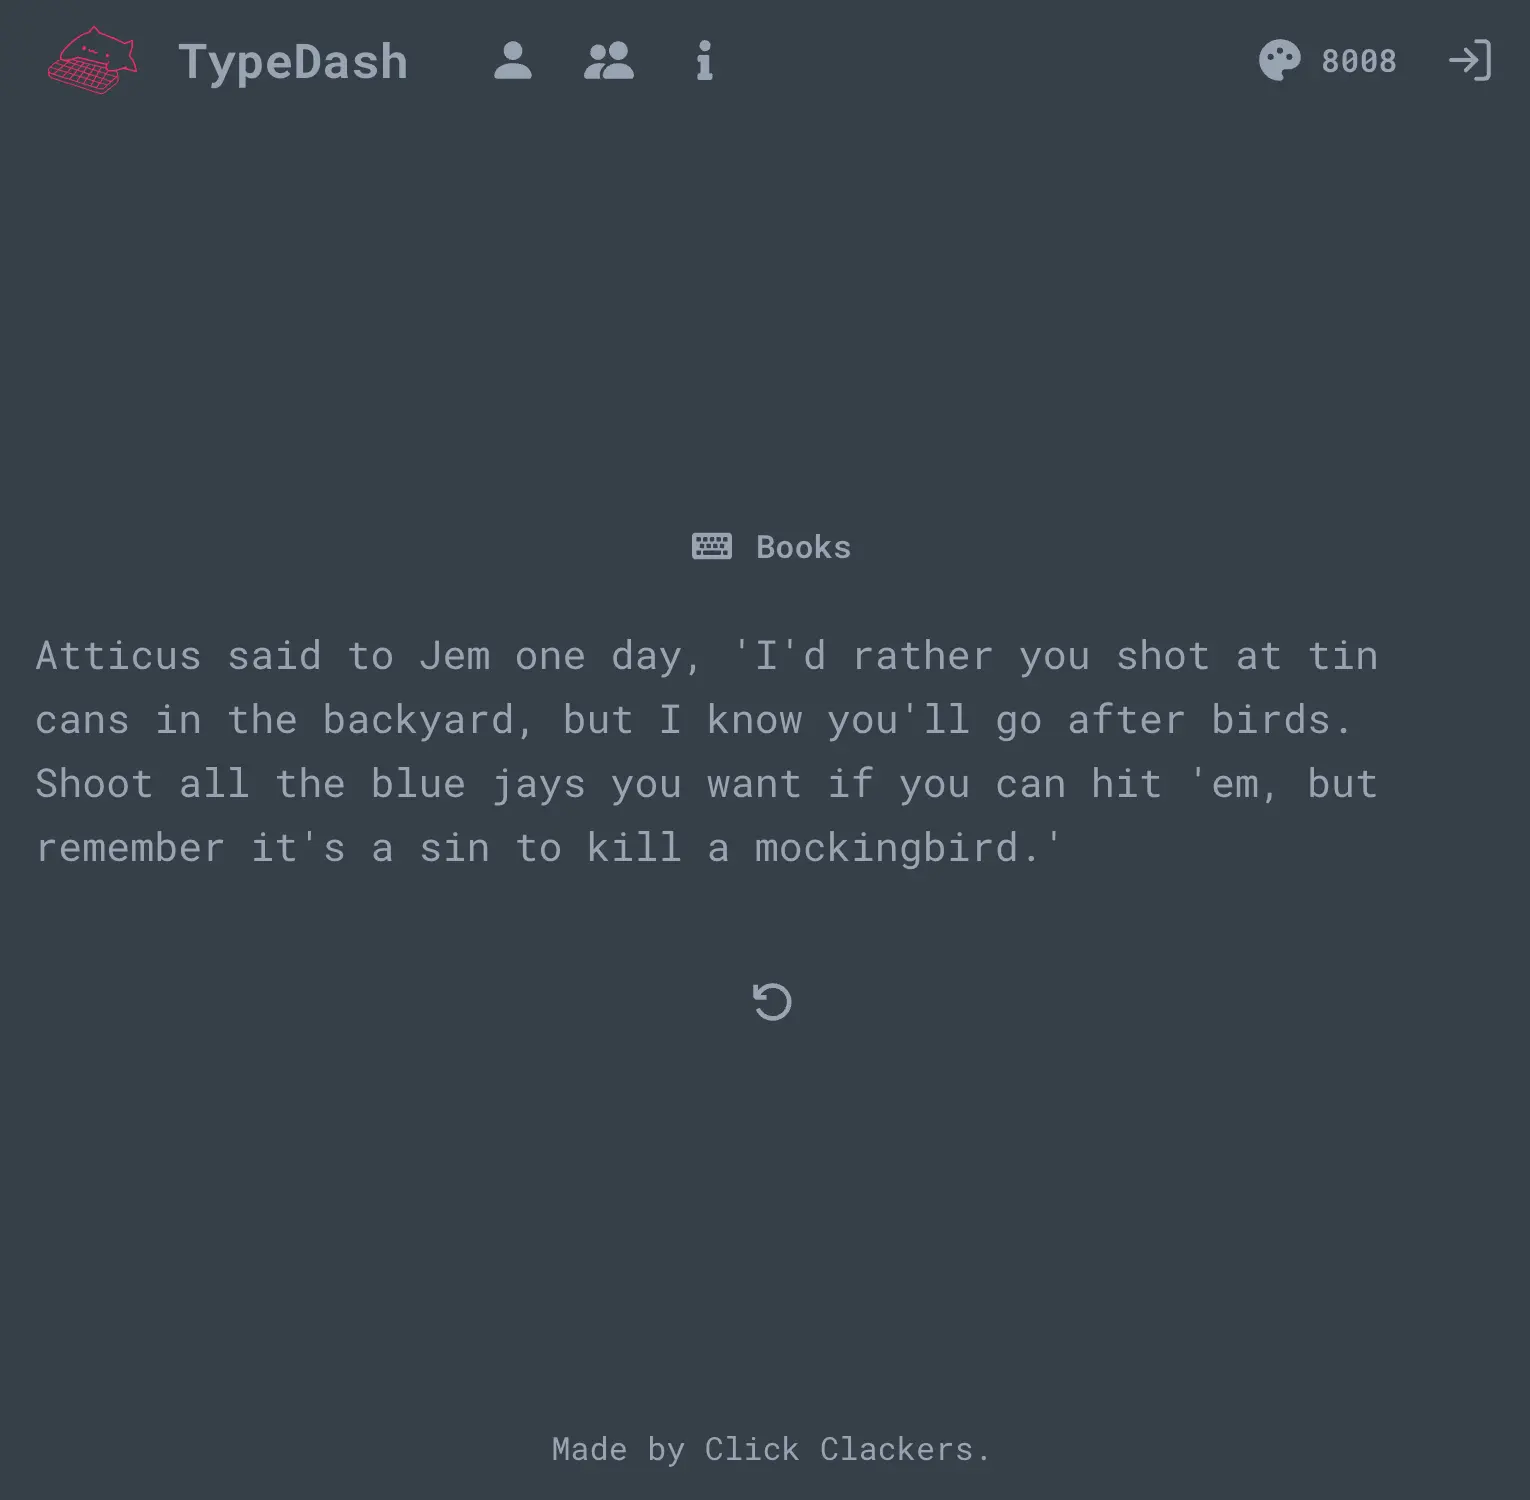 TypeDash
8008
Books
Atticus said to Jem one day, 'I'd rather you shot at tin
cans in the backyard, but I know you'll go after birds.
Shoot all the blue jays you want if you can hit 'em, but
remember it's a sin to kill a mockingbird.'
Made by Click Clackers.